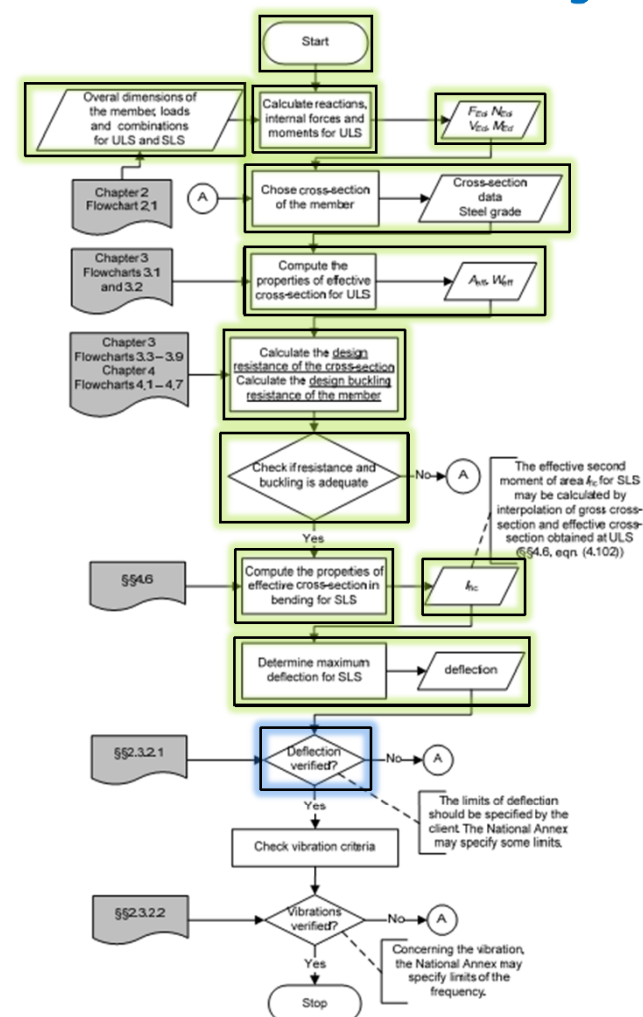 Start
Overal dimensions of
the member, loads
and combinations
for ULS and SLS
Calculate reactions,
internal forces and
moments for ULS
FEd, NEd
VEd, MEd
Chapter 2
Flowchart 2,1
A
Chose cross-section
of the member
Cross-section
data
Steel grade
Chapter 3
Flowcharts 3.1
and 3.2
Compute the
properties of effective
cross-section for ULS
Aeff, Weff
Chapter 3
Flowcharts 3.3–3.9
Chapter 4
Flowcharts 4,1–4,7
Calculate the design
resistance of the cross-section
Calculate the design buckling
resistance of the member
Check if resistance and
buckling is adequate
No
A
The effective second
moment of area Ific for SLS
may be calculated by
interpolation of gross cross-
section and effective cross-
section obtained at ULS
(§§4.6, eqn. (4.102))
Yes
§§4.6
Compute the properties of
effective cross-section in
bending for SLS
Ific
Determine maximum
deflection for SLS
deflection
§§2.3.2.1
Deflection
verified?
No
A
Yes
The limits of deflection
should be specified by the
client. The National Annex
may specify some limits.
Check vibration criteria
§§2.3.2.2
Vibrations
verified?
No
A
Yes
Concerning the vibration,
the National Annex may
specify limits of the
frequency.
Stop